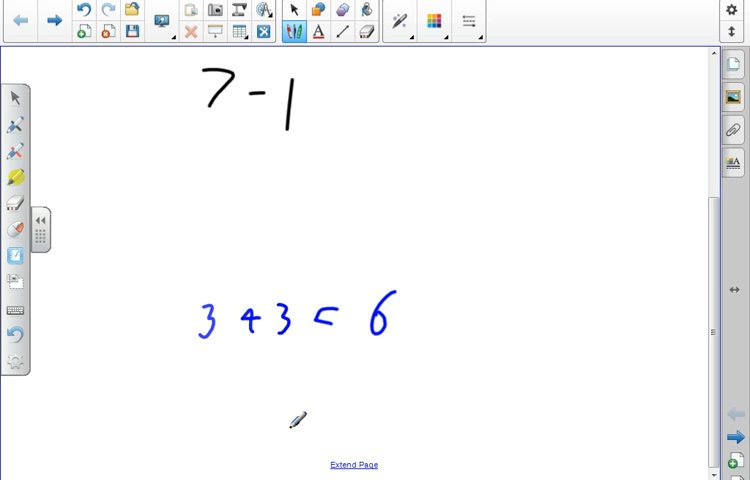 7 - 1
3 + 3 = 6
Extend Page